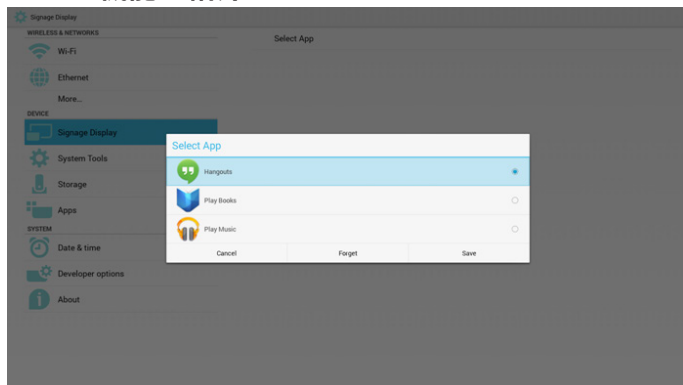 Signage Display
WIRELESS & NETWORKS
Select App
Wi-Fi
Ethernet
More...
DEVICE
Signage Display
System Tools
Storage
Apps
SYSTEM
Date & time
Developer options
About
Select App
Hangouts
Play Books
Play Music
Cancel Forget Save